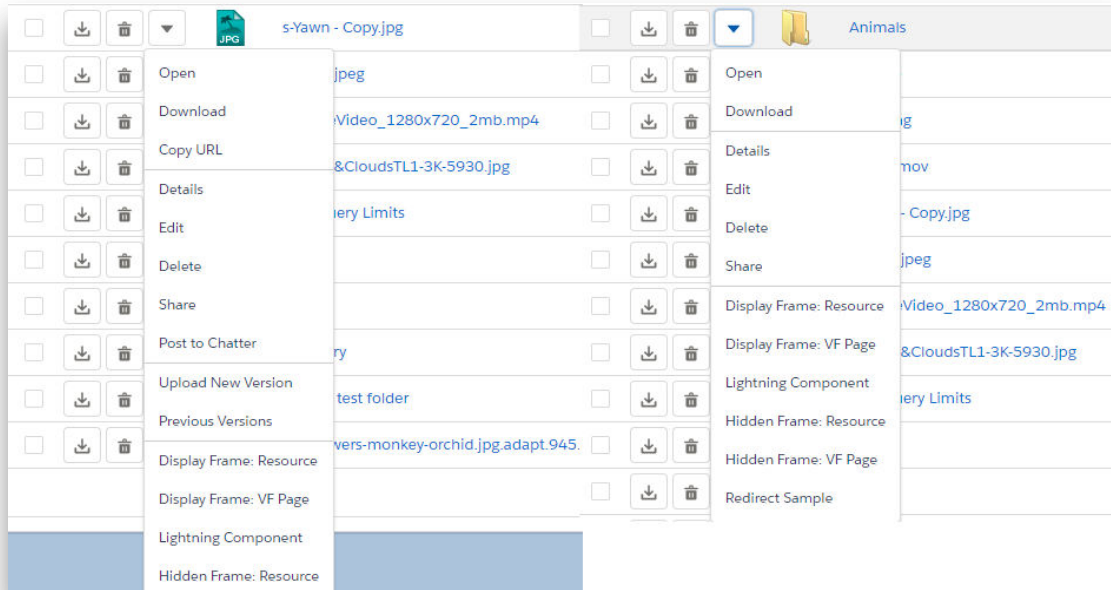 JPG
s-Yawn - Copy.jpg
Open
jpeg
Download
Video_1280x720_2mb.mp4
Copy URL
&CloudsTL1-3K-5930.jpg
Details
ery Limits
Edit
Delete
Share
Post to Chatter
ry
Upload New Version
test folder
Previous Versions
wers-monkey-orchid.jpg.adapt.945.
Display Frame: Resource
Display Frame: VF Page
Lightning Component
Hidden Frame: Resource
Animals
Open
Download
g
Details
mov
Edit
- Copy.jpg
Delete
Share
jpeg
Display Frame: Resource
Video_1280x720_2mb.mp4
Display Frame: VF Page
&CloudsTL1-3K-5930.jpg
Lightning Component
ery Limits
Hidden Frame: Resource
Hidden Frame: VF Page
Redirect Sample